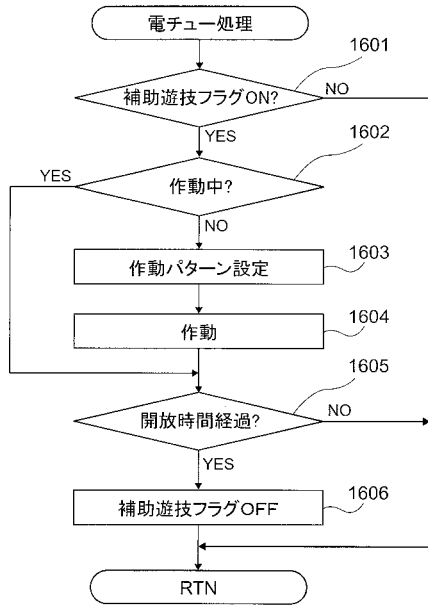 電チュー処理
1601
補助遊技フラグON?
NO
YES
1602
YES
作動中?
NO
1603
作動パターン設定
1604
作動
1605
開放時間経過?
NO
YES
1606
補助遊技フラグOFF
RTN